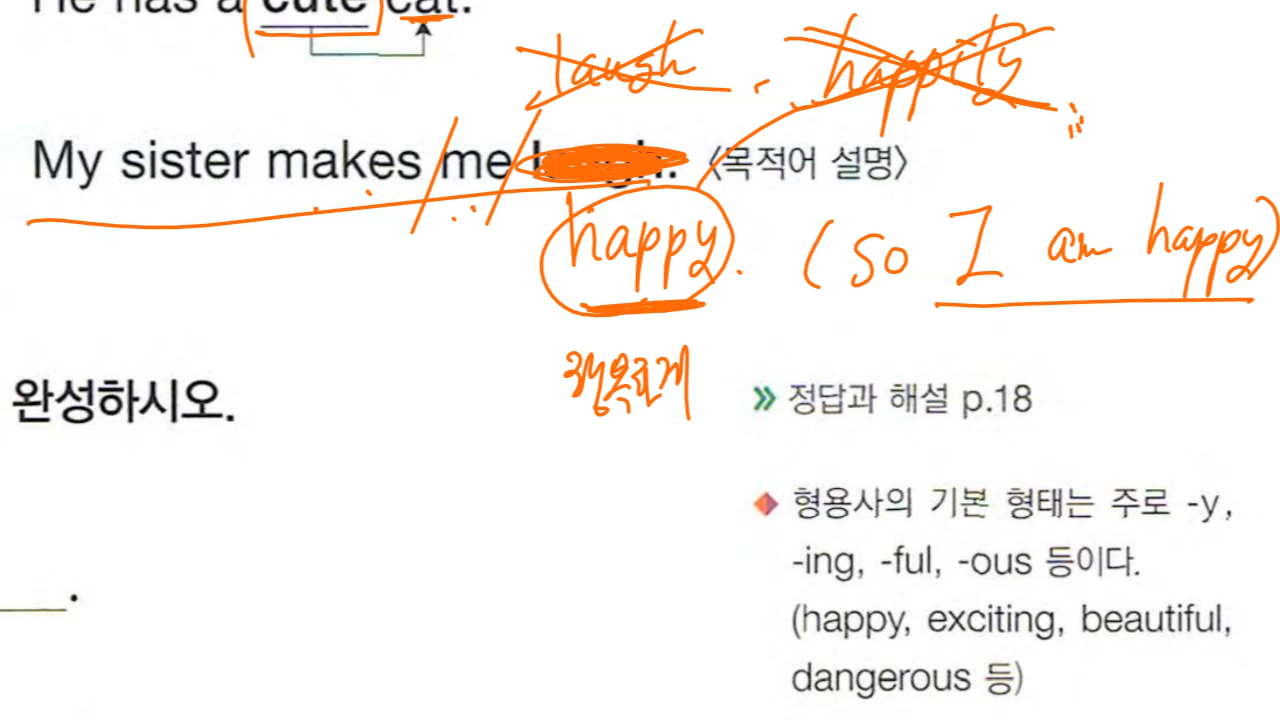 He has a cute cat.
laugh happily
My sister makes me laugh. 〈목적어 설명〉
happy. (so I am happy)
행복하게
완성하시오.
» 정답과 해설 p.18
형용사의 기본 형태는 주로 -y,
-ing, -ful, -ous 등이다.
(happy, exciting, beautiful,
dangerous 등)